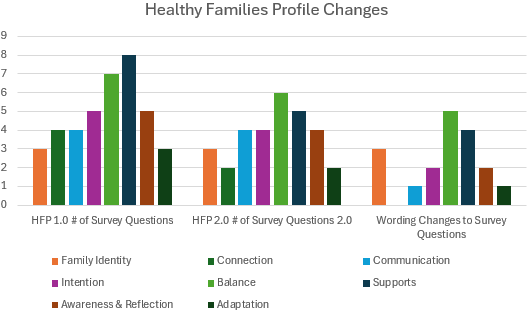 Healthy Families Profile Changes
9
8
7
6
5
4
3
2
1
0
HFP 1.0 # of Survey Questions
HFP 2.0 # of Survey Questions 2.0
Wording Changes to Survey
Questions
Family Identity
Connection
Communication
Intention
Balance
Supports
Awareness & Reflection
Adaptation